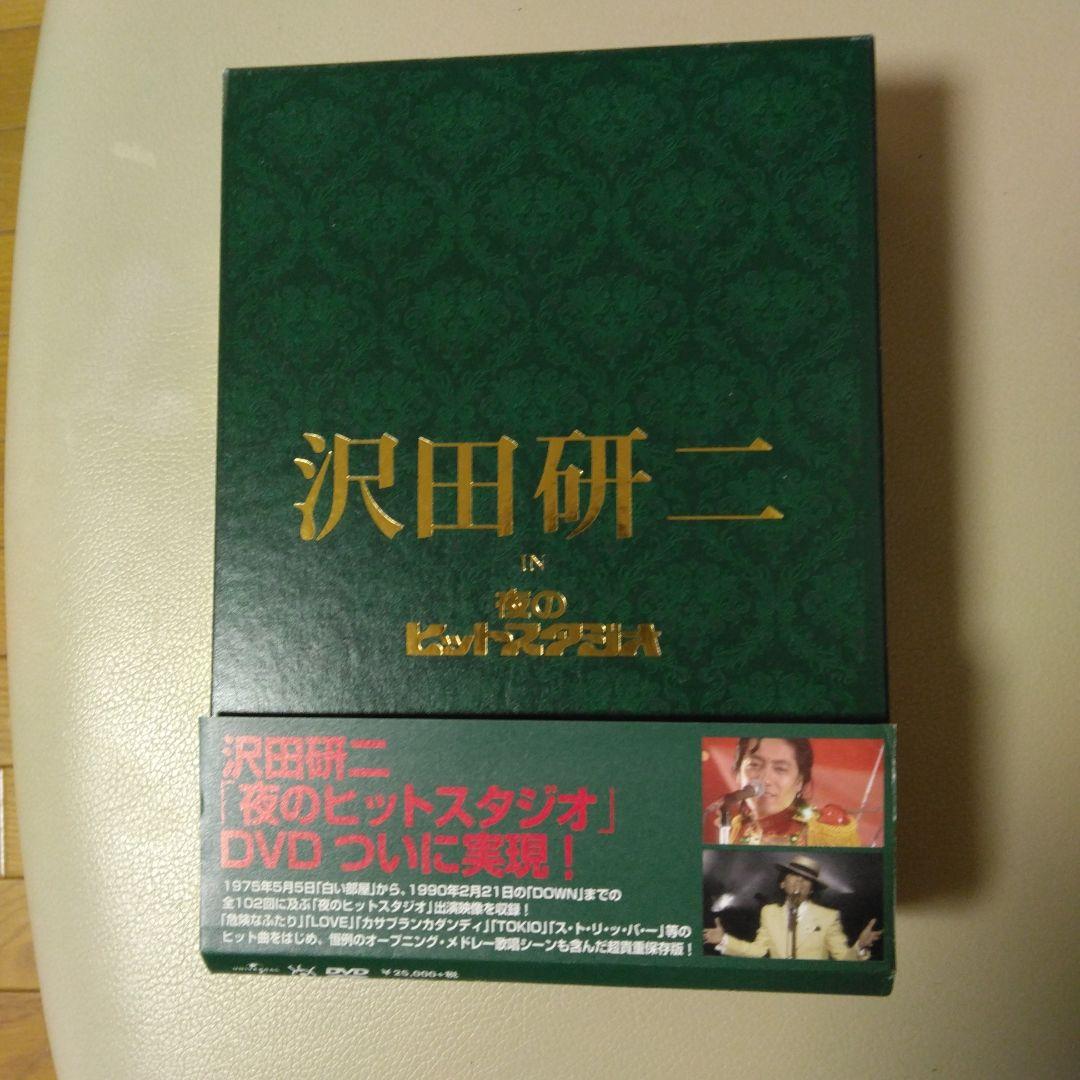 沢田研二
IN
夜の
ヒットスタジオ
沢田研二
「夜のヒットスタジオ」
DVD ついに実現！
1975年5月5日「白い部屋」から、1990年2月21日の「DOWN」までの
全102回に及ぶ「夜のヒットスタジオ」出演映像を収録！
「危険なふたり」「LOVE」「カサブランカダンディ」「TOKIO」「ス・ト・リ・ッ・パ・ー」等の
ヒット曲をはじめ、恒例のオープニング・メドレー歌唱シーンも含んだ超貴重保存版！
UNIVERSAL DVD ￥25,000+税